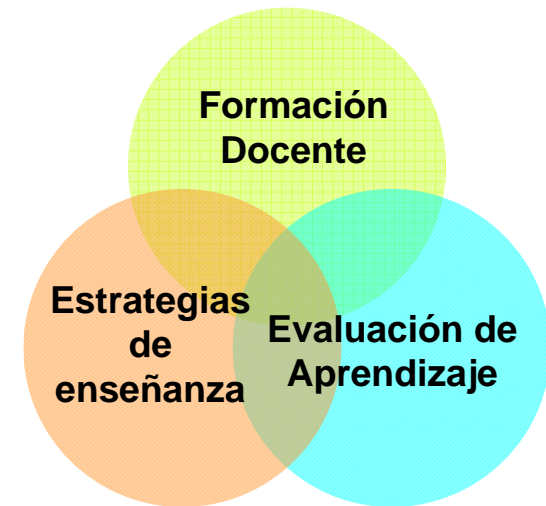 Formación
Docente
Estrategias
de
enseñanza
Evaluación de
Aprendizaje